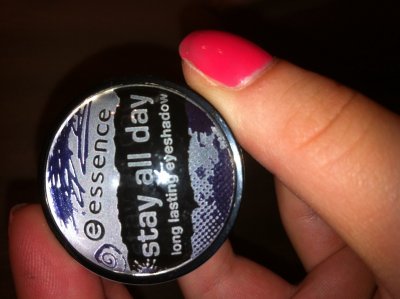 essence
stay all day
long lasting eyeshadow